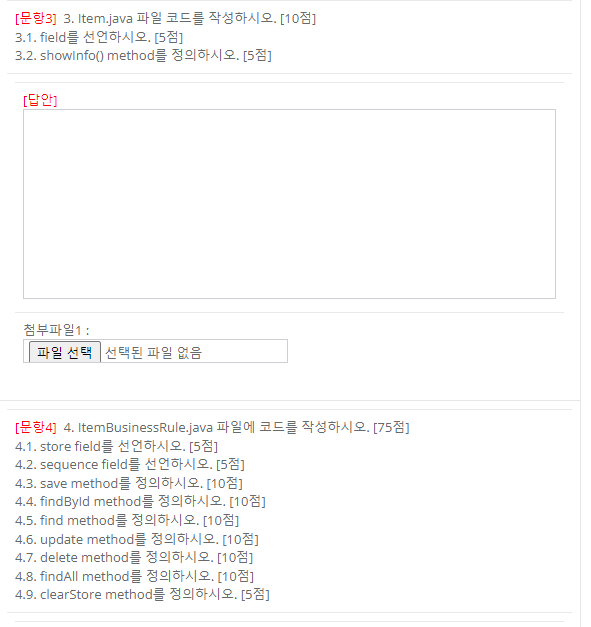 [문항3] 3. Item.java 파일 코드를 작성하시오. [10점]
3.1. field를 선언하시오. [5점]
3.2. showInfo() method를 정의하시오. [5점]
[답안]
첨부파일1 :
파일 선택 선택된 파일 없음
[문항4] 4. ItemBusinessRule.java 파일에 코드를 작성하시오. [75점]
4.1. store field를 선언하시오. [5점]
4.2. sequence field를 선언하시오. [5점]
4.3. save method를 정의하시오. [10점]
4.4. findById method를 정의하시오. [10점]
4.5. find method를 정의하시오. [10점]
4.6. update method를 정의하시오. [10점]
4.7. delete method를 정의하시오. [10점]
4.8. findAll method를 정의하시오. [10점]
4.9. clearStore method를 정의하시오. [5점]